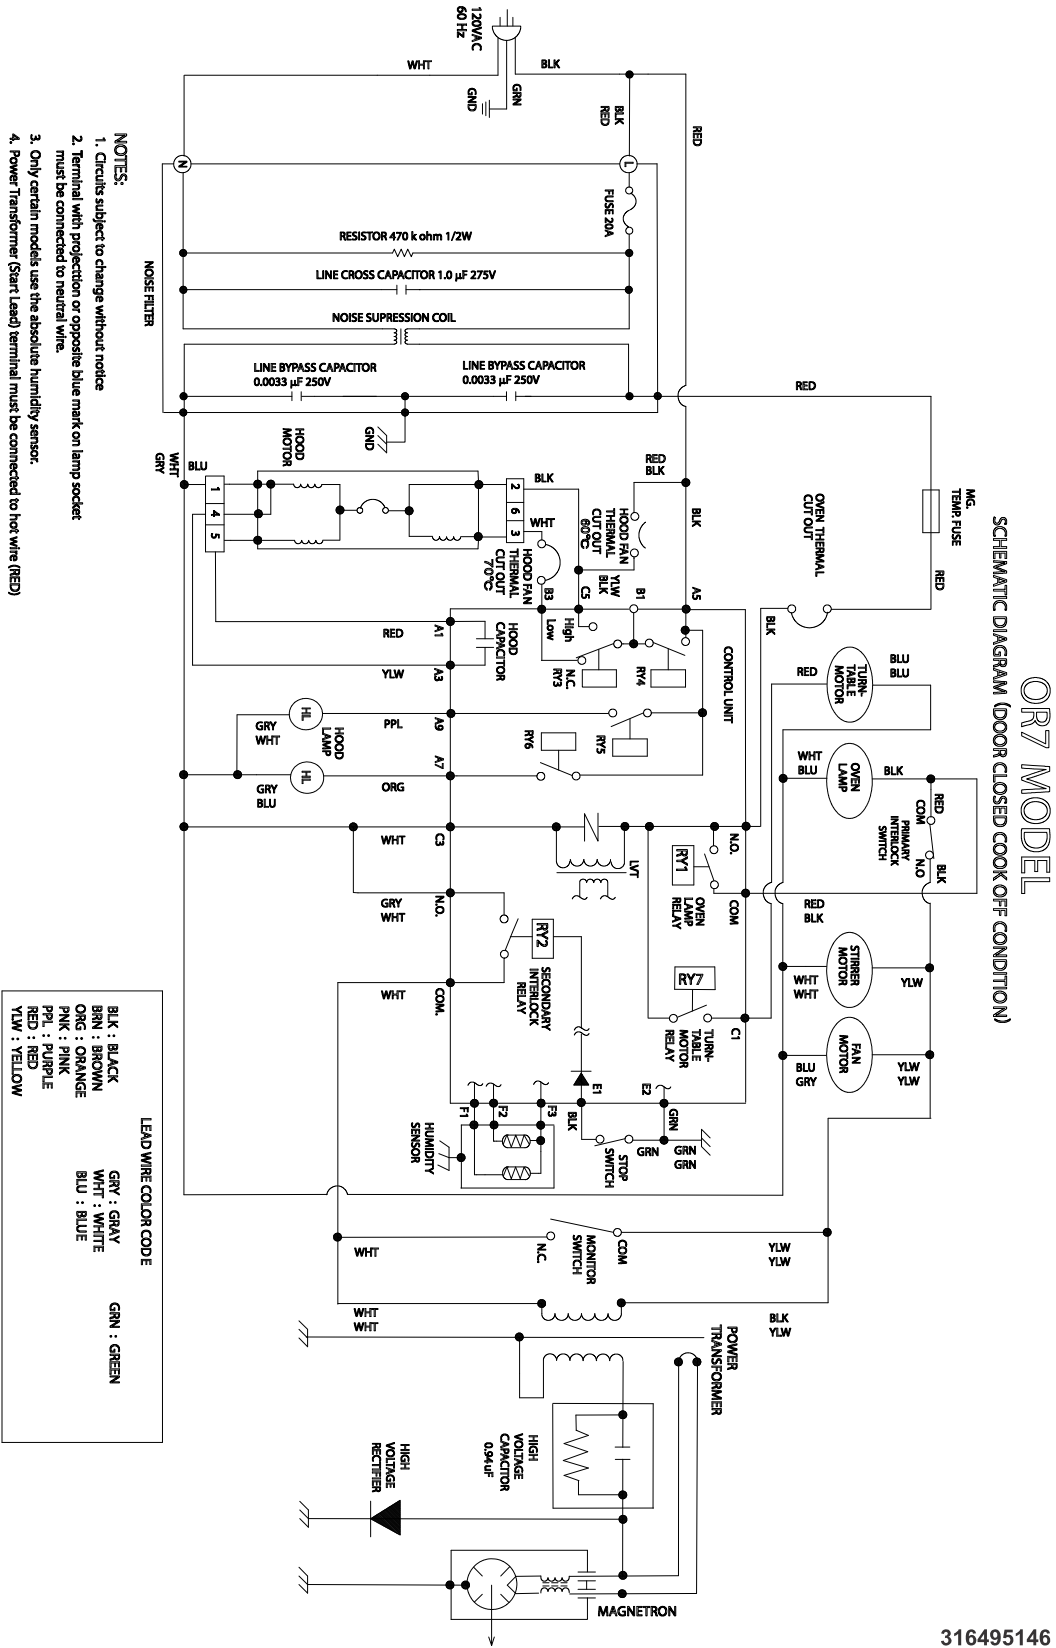 OR7 MODEL
SCHEMATIC DIAGRAM (DOOR CLOSED COOK OFF CONDITION)
120VAC
60 Hz
WHT
BLK
GRN
GND
BLK
RED
RED
N
L
FUSE 20A
RESISTOR 470 k ohm 1/2W
LINE CROSS CAPACITOR 1.0 µF 275V
NOISE SUPRESSION COIL
NOISE FILTER
LINE BYPASS CAPACITOR
0.0033 µF 250V
LINE BYPASS CAPACITOR
0.0033 µF 250V
GND
RED
MG.
TEMP. FUSE
RED
OVEN THERMAL
CUT OUT
BLK
WHT
GRY
BLU
HOOD
MOTOR
1
4
5
2
6
3
BLK
WHT
RED
BLK
BLK
HOOD FAN
THERMAL
CUT OUT
60°C
HOOD FAN
THERMAL
CUT OUT
70°C
YLW
BLK
B3
C5
B1
A5
High
Low
N.C.
RY3
RY4
CONTROL UNIT
RED
A1
HOOD
CAPACITOR
YLW
A3
PPL
A9
RY5
RY6
ORG
A7
HL
HL
HOOD
LAMP
GRY
WHT
GRY
BLU
RED
TURN-
TABLE
MOTOR
BLU
BLU
WHT
BLU
OVEN
LAMP
BLK
RED
COM
PRIMARY
INTERLOCK
SWITCH
N.O
BLK
WHT
C3
LVT
N.O.
RY1
OVEN
LAMP
RELAY
COM
RED
BLK
GRY
WHT
N.O.
RY2
SECONDARY
INTERLOCK
RELAY
WHT
COM.
RY7
TURN-
TABLE
MOTOR
RELAY
C1
WHT
WHT
STIRRER
MOTOR
YLW
BLU
GRY
FAN
MOTOR
YLW
YLW
F1
F2
F3
E1
E2
BLK
GRN
GRN
GRN
GRN
STOP
SWITCH
HUMIDITY
SENSOR
WHT
N.C.
MONITOR
SWITCH
COM
YLW
YLW
WHT
WHT
BLK
YLW
POWER
TRANSFORMER
HIGH
VOLTAGE
CAPACITOR
0.94uF
HIGH
VOLTAGE
RECTIFIER
MAGNETRON
NOTES:
1. Circuits subject to change without notice
2. Terminal with projecttion or opposite blue mark on lamp socket
must be connected to neutral wire.
3. Only certain models use the absolute humidity sensor.
4. Power Transformer (Start Lead) terminal must be connected to hot wire (RED)
LEAD WIRE COLOR CODE
BLK : BLACK GRY : GRAY GRN : GREEN
BRN : BROWN WHT : WHITE
ORG : ORANGE BLU : BLUE
PNK : PINK
PPL : PURPLE
RED : RED
YLW : YELLOW
316495146